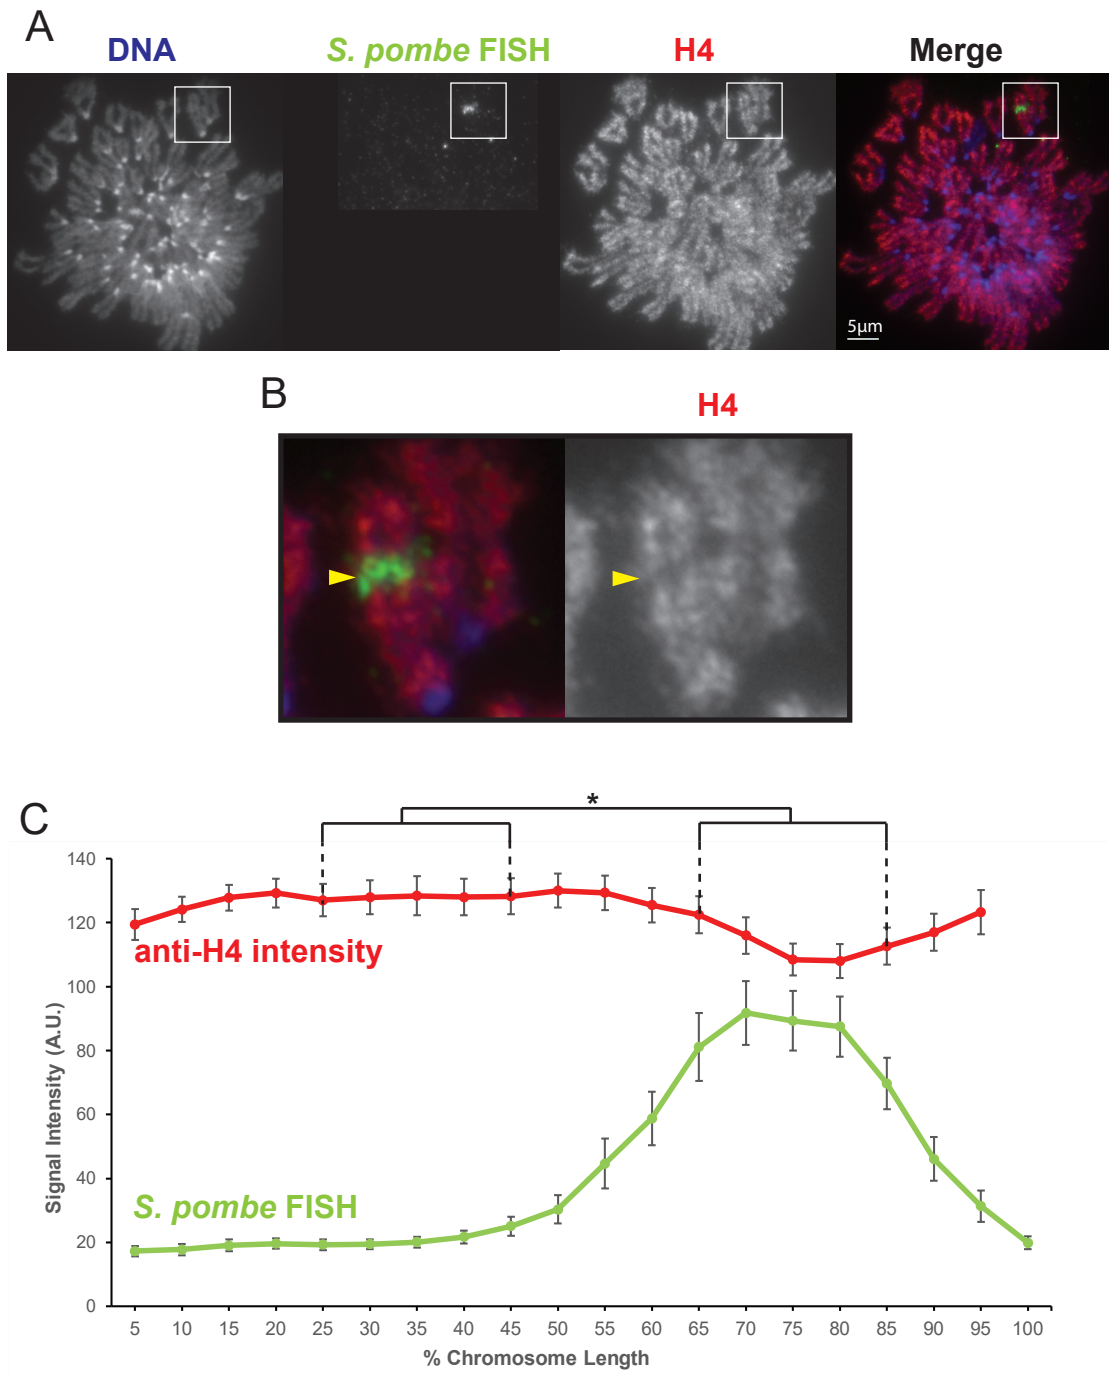 A
DNA
S. pombe FISH
H4
Merge
5µm
B
H4
C
*
140
120
100
80
60
40
20
0
Signal Intensity (A.U.)
anti-H4 intensity
S. pombe FISH
5 10 15 20 25 30 35 40 45 50 55 60 65 70 75 80 85 90 95 100
% Chromosome Length